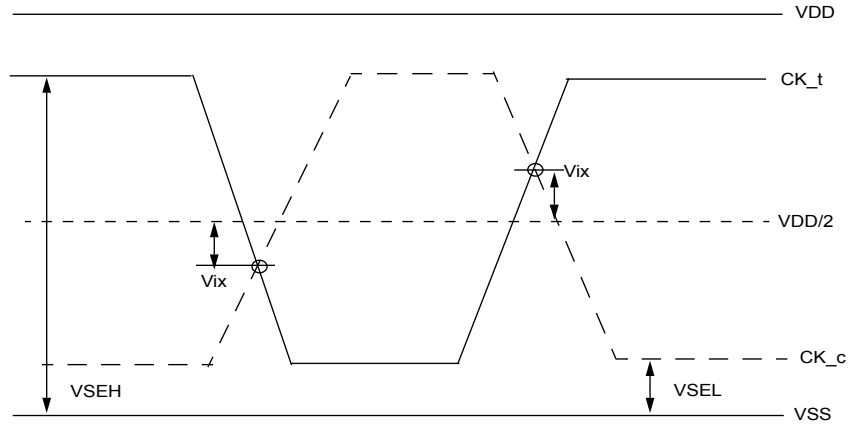 VDD
CK_t
Vix
VDD/2
Vix
CK_c
VSEH
VSEL
VSS